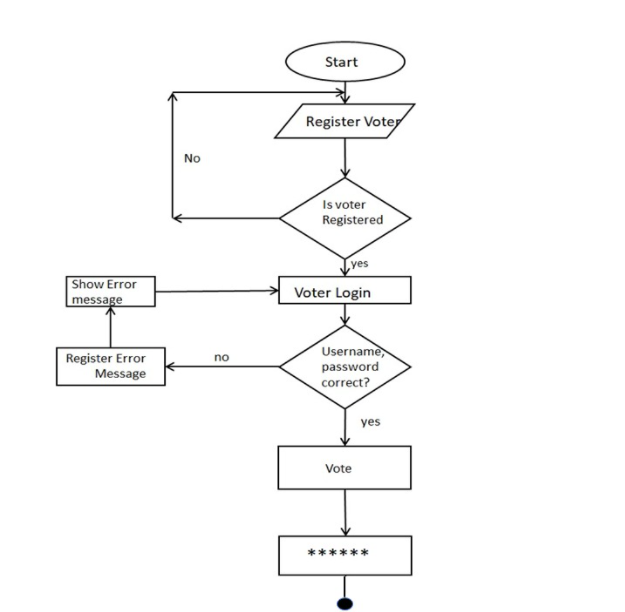 Start
Register Voter
No
Is voter
Registered
yes
Show Error
message
Voter Login
Register Error
Message
no
Username,
password
correct?
yes
Vote
******